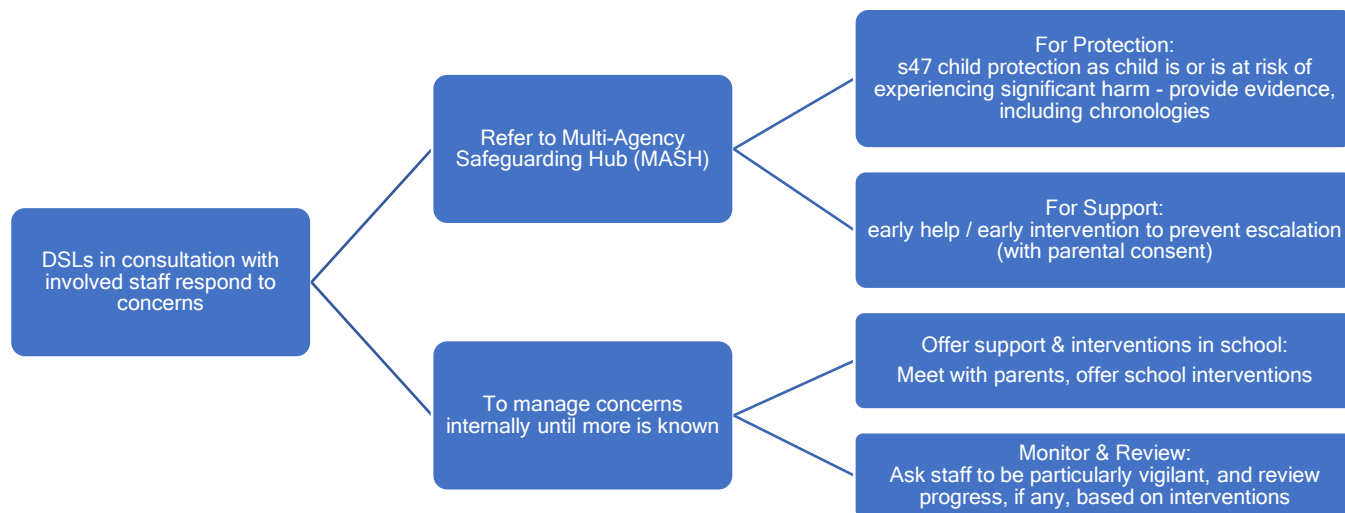 DSLs in consultation with
involved staff respond to
concerns
Refer to Multi-Agency
Safeguarding Hub (MASH)
For Protection:
s47 child protection as child is or is at risk of
experiencing significant harm - provide evidence,
including chronologies
For Support:
early help / early intervention to prevent escalation
(with parental consent)
To manage concerns
internally until more is known
Offer support & interventions in school:
Meet with parents, offer school interventions
Monitor & Review:
Ask staff to be particularly vigilant, and review
progress, if any, based on interventions